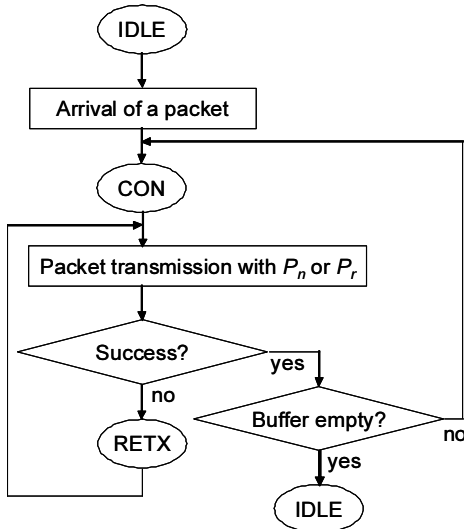 IDLE
Arrival of a packet
CON
Packet transmission with Pn or Pr
Success?
yes
no
Buffer empty?
no
RETX
yes
IDLE